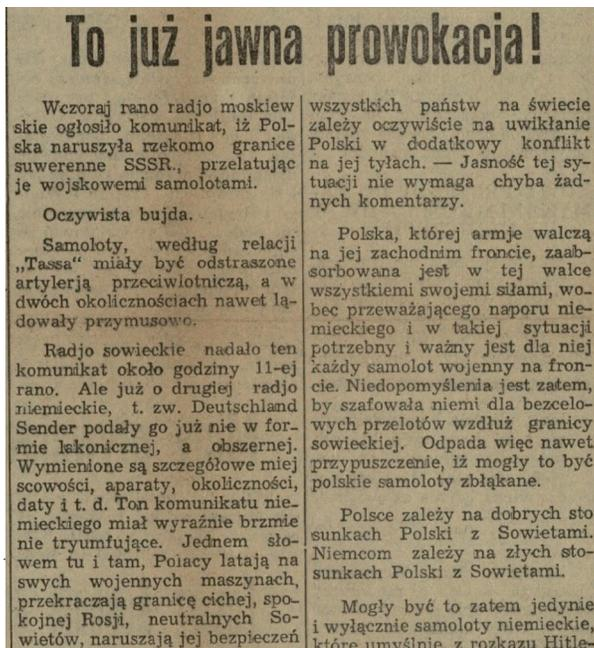 To już jawna prowokacja!
Wczoraj rano radjo moskiew
skie ogłosiło komunikat, iż Pol-
ska naruszyła rzekomo granice
suwerenne SSSR., przelatując
je wojskowemi samolotami.
Oczywista bujda.
Samoloty, według relacji
„Tassa“ miały być odstraszone
artylerją przeciwlotniczą, a w
dwóch okolicznościach nawet lą-
dowały przymusowo.
Radjo sowieckie nadało ten
komunikat około godziny 11-ej
rano. Ale już o drugiej radjo
niemieckie, t. zw. Deutschland
Sender podały go już nie w for-
mie lakonicznej, a obszernej.
Wymienione są szczegółowe miej
scowości, aparaty, okoliczności,
daty i t. d. Ton komunikatu nie-
mieckiego miał wyraźnie brzmie
nie tryumfujące. Jednem sło-
wem tu i tam, Polacy latają na
swych wojennych maszynach,
przekraczają granicę cichej, spo-
kojnej Rosji, neutralnych So-
wietów, naruszają jej bezpieczeń
wszystkich państw na świecie
zależy oczywiście na uwikłanie
Polski w dodatkowy konflikt
na jej tyłach. — Jasność tej sy-
tuacji nie wymaga chyba żad-
nych komentarzy.
Polska, której armje walczą
na jej zachodnim froncie, zaab-
sorbowana jest w tej walce
wszystkiemi swojemi siłami, wo-
bec przeważającego naporu nie-
mieckiego i w takiej sytuacji
potrzebny i ważny jest dla niej
każdy samolot wojenny na fron-
cie. Niedopomyślenia jest zatem,
by szafowała niemi dla bezcelo-
wych przelotów wzdłuż granicy
sowieckiej. Odpada więc nawet
przypuszczenie, iż mogły to być
polskie samoloty zbłąkane.
Polsce zależy na dobrych sto
sunkach Polski z Sowietami.
Niemcom zależy na złych sto-
sunkach Polski z Sowietami.
Mogły być to zatem jedynie
i wyłącznie samoloty niemieckie,
które umyślnie, z rozkazu Hitle-